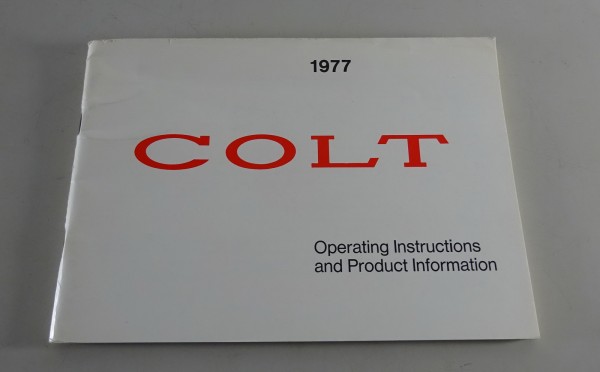 1977
COLT
Operating Instructions
and Product Information